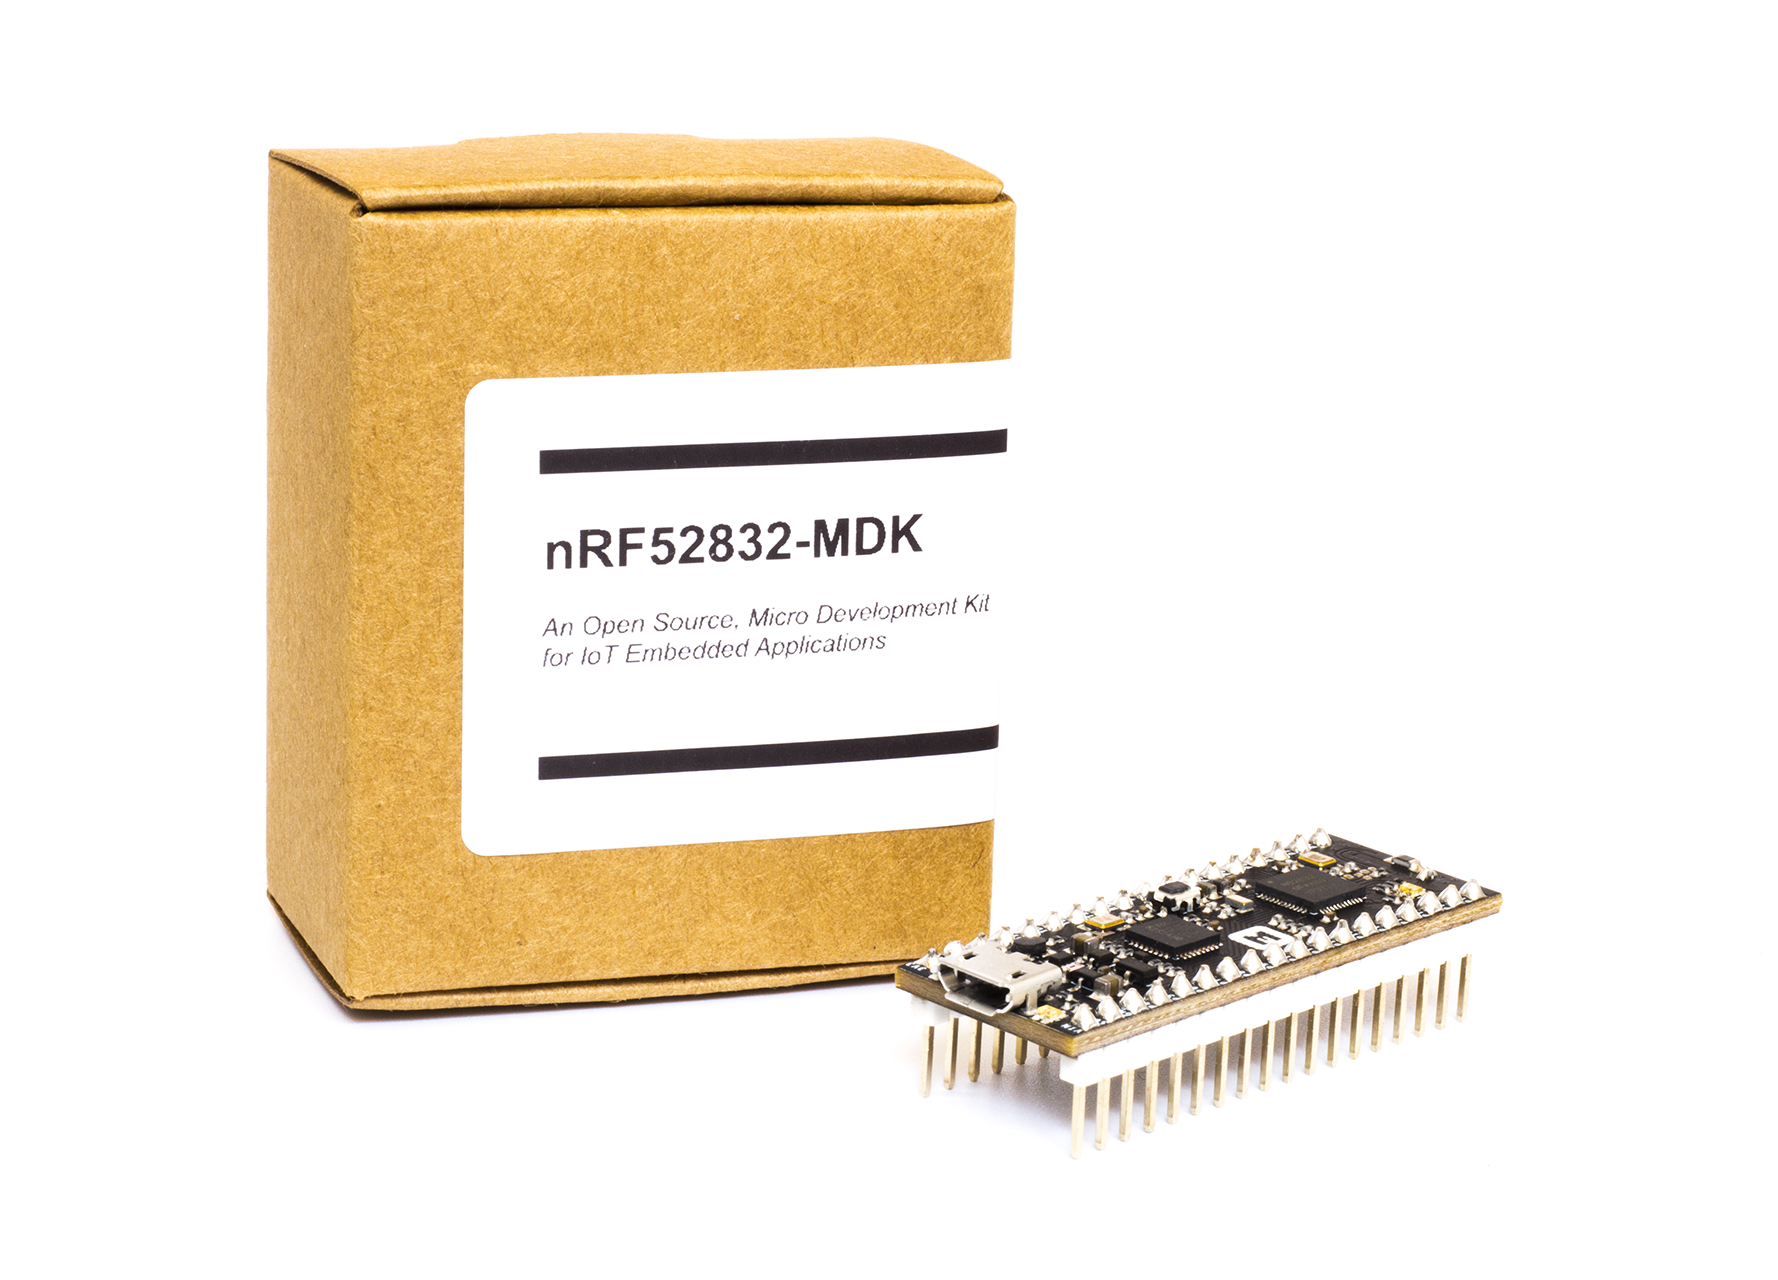 nRF52832-MDK
An Open Source, Micro Development Kit
for IoT Embedded Applications